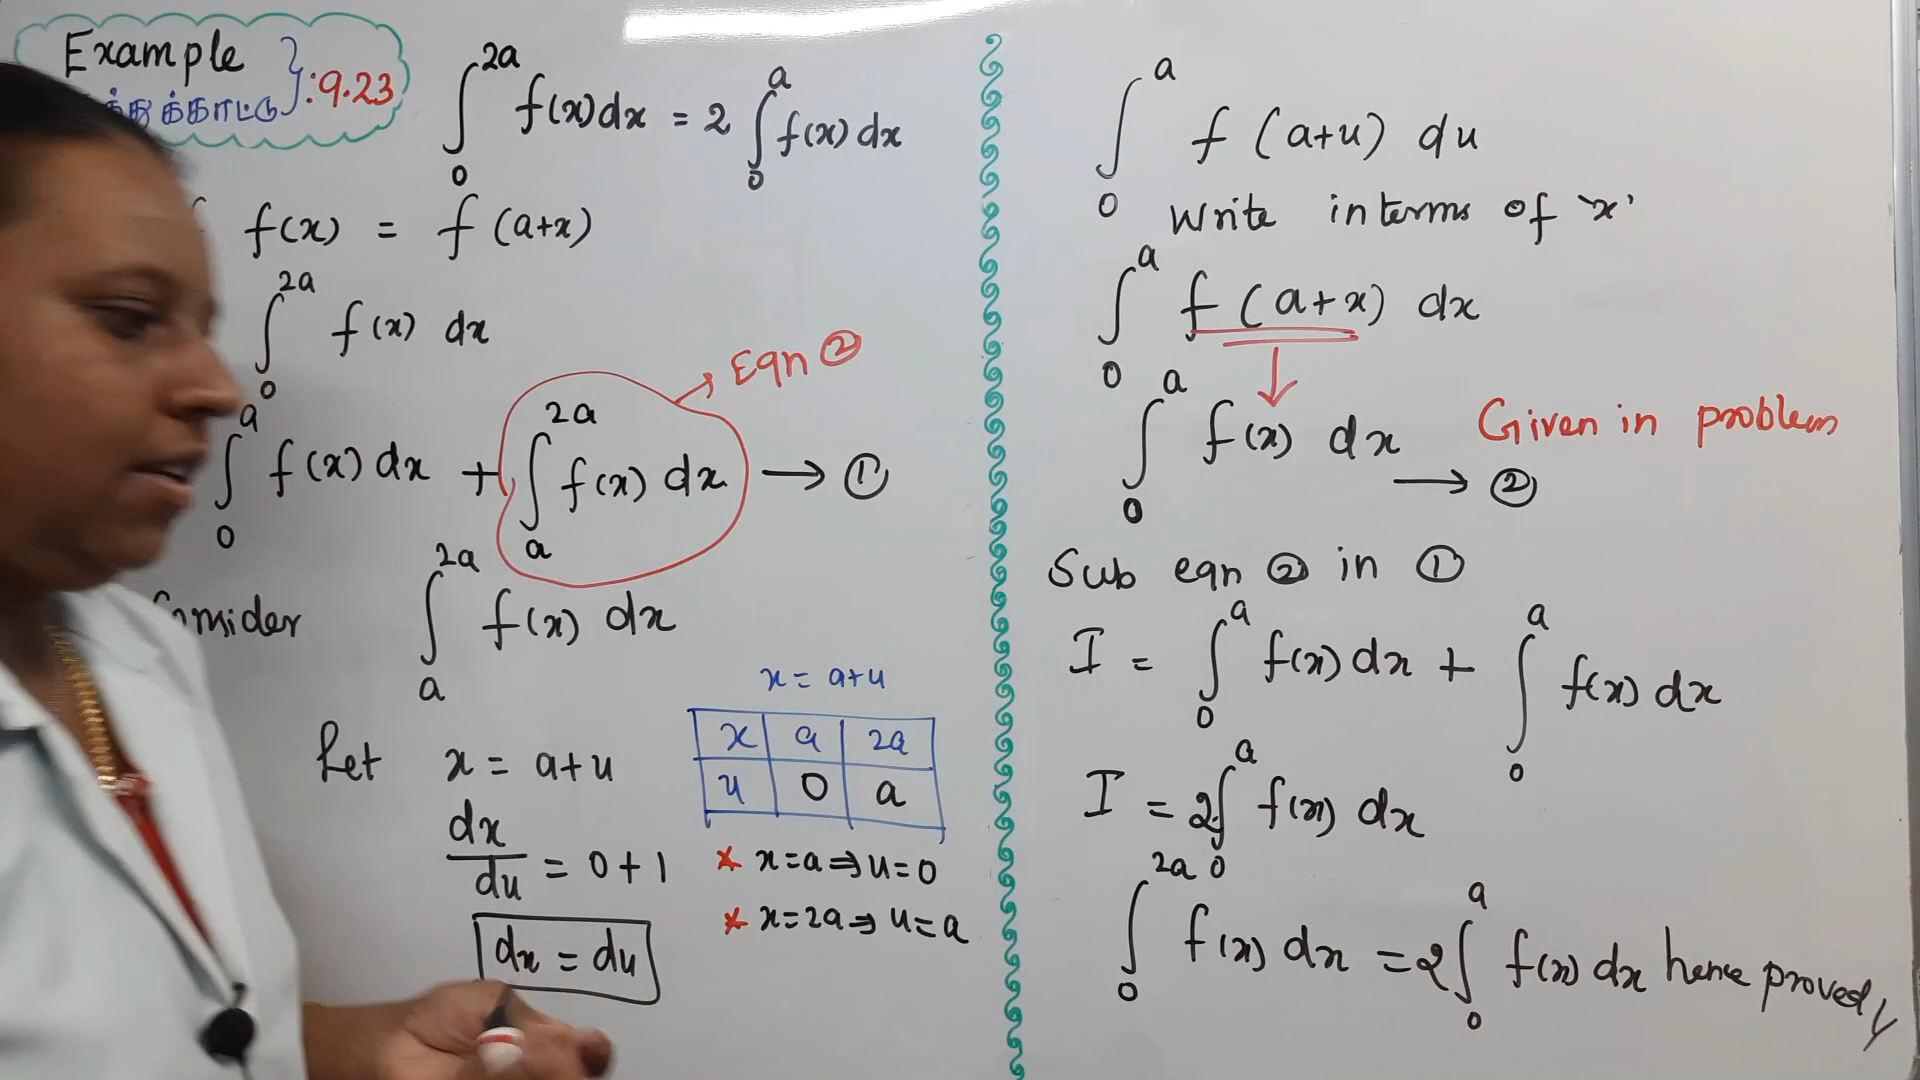 Example
:9.23
∫₀^2a f(x) dx = 2 ∫₀^a f(x) dx
f(x) = f (a+x)
∫₀^2a f(x) dx
∫₀^a f(x) dx + ∫ₐ^2a f(x) dx → ①
Eqn ②
∫ₐ^2a f(x) dx
Let x = a+u
dx/du = 0+1
dx = du
x = a+u
x a 2a
u 0 a
* x=a ⇒ u=0
* x=2a ⇒ u=a
∫₀^a f (a+u) du
Write interms of 'x'
∫₀^a f (a+x) dx
∫₀^a f(x) dx → ②
Given in problem
Sub eqn ② in ①
I = ∫₀^a f(x) dx + ∫₀^a f(x) dx
I = 2∫₀^a f(x) dx
∫₀^2a f(x) dx = 2∫₀^a f(x) dx hence proved